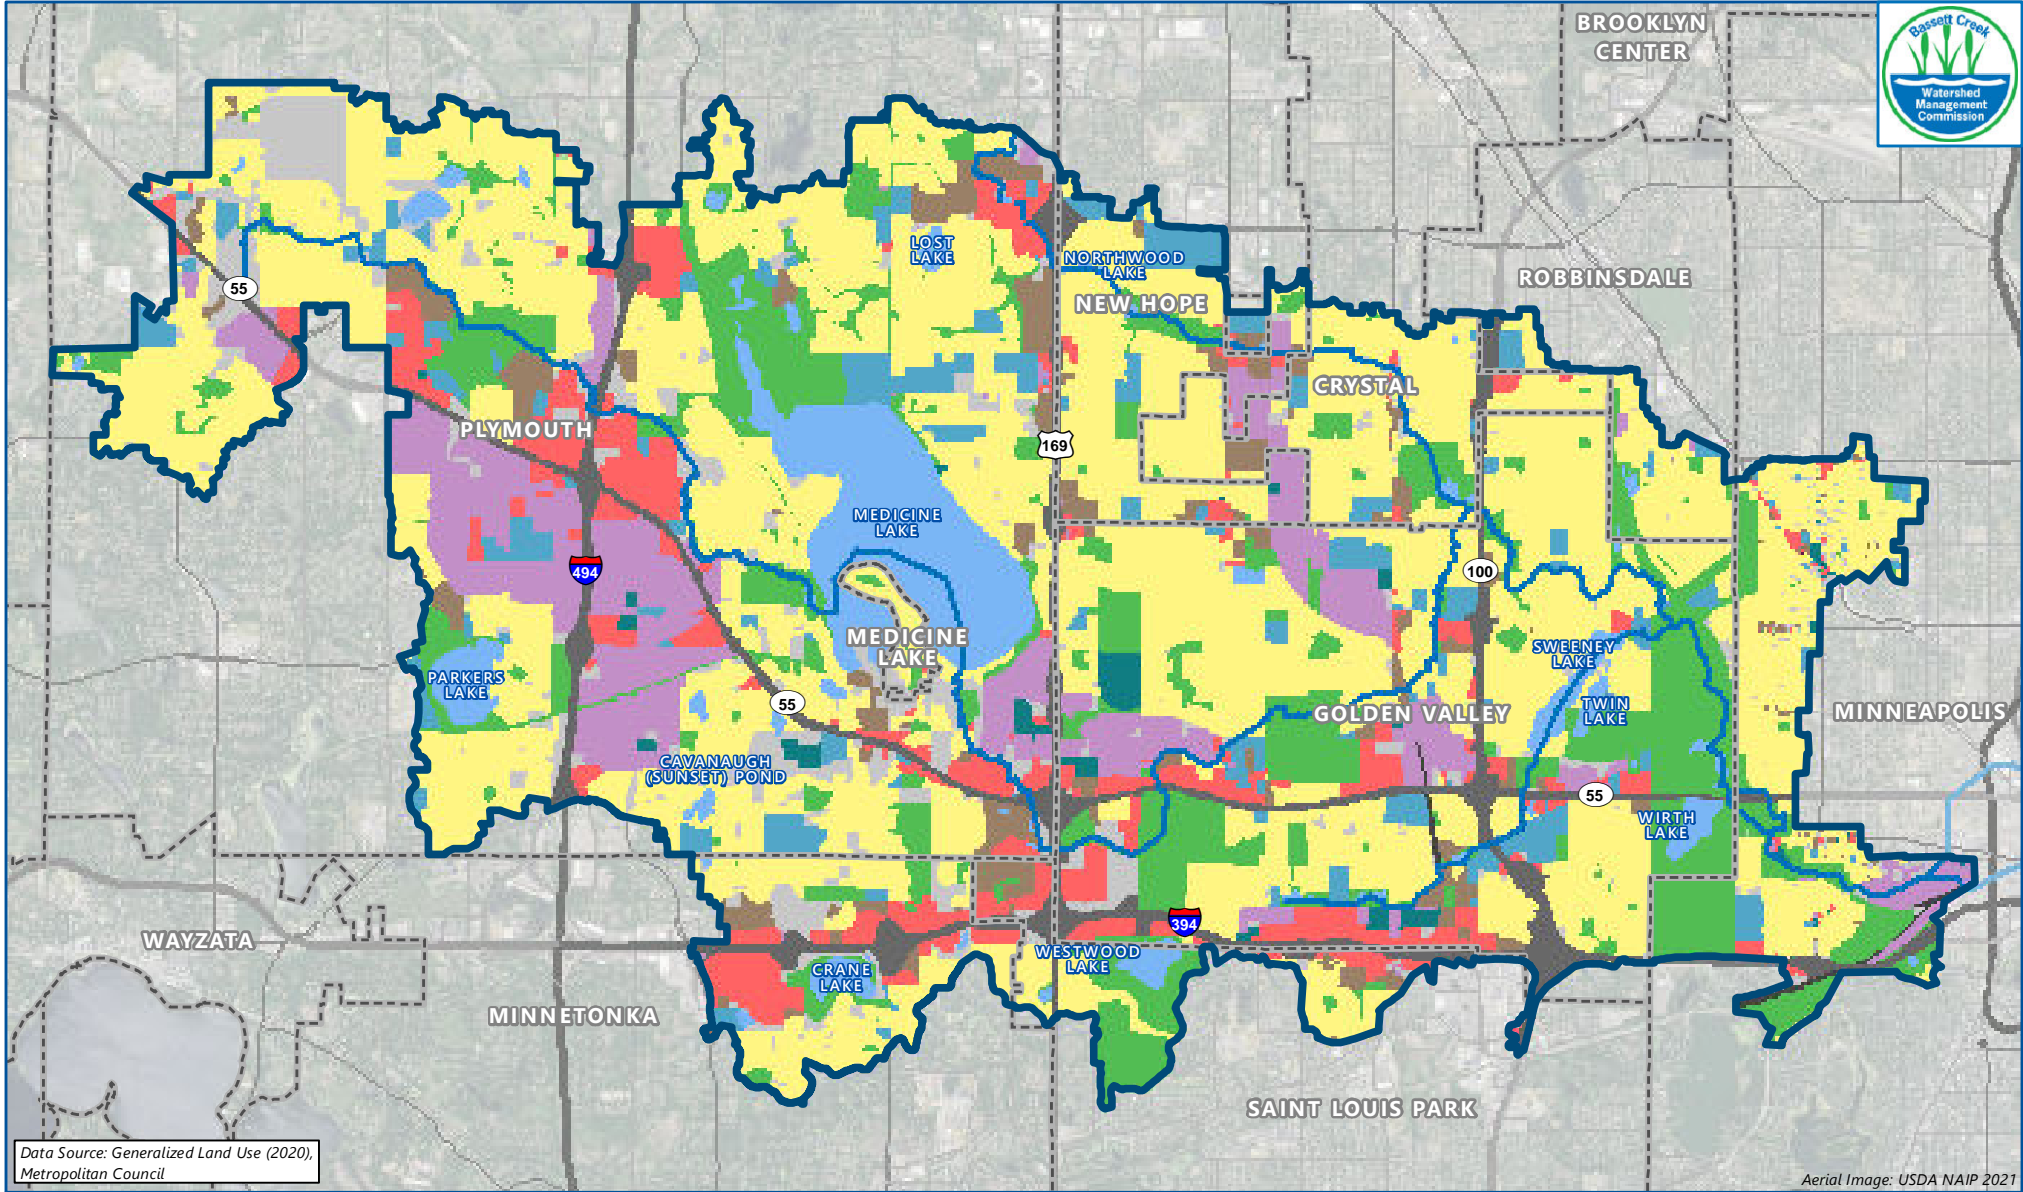 BROOKLYN
CENTER
Bassett Creek
Watershed
Management
Commission
LOST
LAKE
NORTHWOOD
LAKE
ROBBINSDALE
55
NEW HOPE
CRYSTAL
PLYMOUTH
169
MEDICINE
LAKE
494
100
MEDICINE
LAKE
SWEENEY
LAKE
PARKERS
LAKE
55
TWIN
LAKE
GOLDEN VALLEY
MINNEAPOLIS
CAVANAUGH
(SUNSET) POND
55
WIRTH
LAKE
394
WAYZATA
WESTWOOD
LAKE
CRANE
LAKE
MINNETONKA
SAINT LOUIS PARK
Data Source: Generalized Land Use (2020),
Metropolitan Council
Aerial Image: USDA NAIP 2021